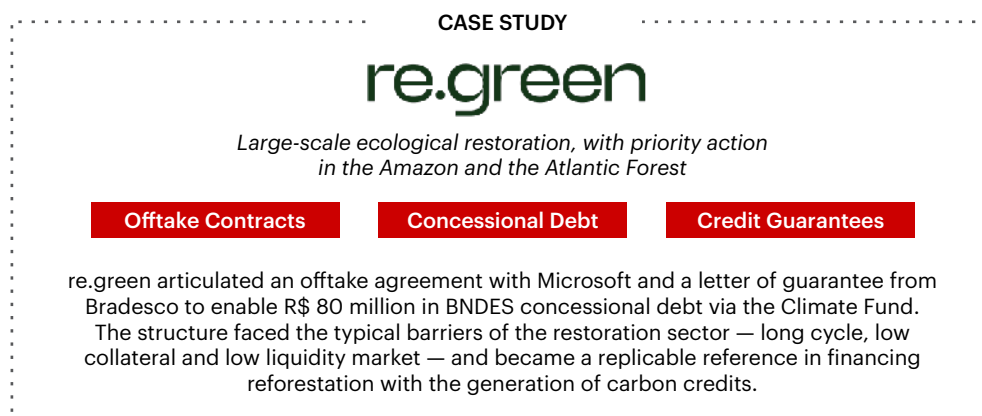 CASE STUDY
re.green
Large-scale ecological restoration, with priority action
in the Amazon and the Atlantic Forest
Offtake Contracts
Concessional Debt
Credit Guarantees
re.green articulated an offtake agreement with Microsoft and a letter of guarantee from
Bradesco to enable R$ 80 million in BNDES concessional debt via the Climate Fund.
The structure faced the typical barriers of the restoration sector — long cycle, low
collateral and low liquidity market — and became a replicable reference in financing
reforestation with the generation of carbon credits.